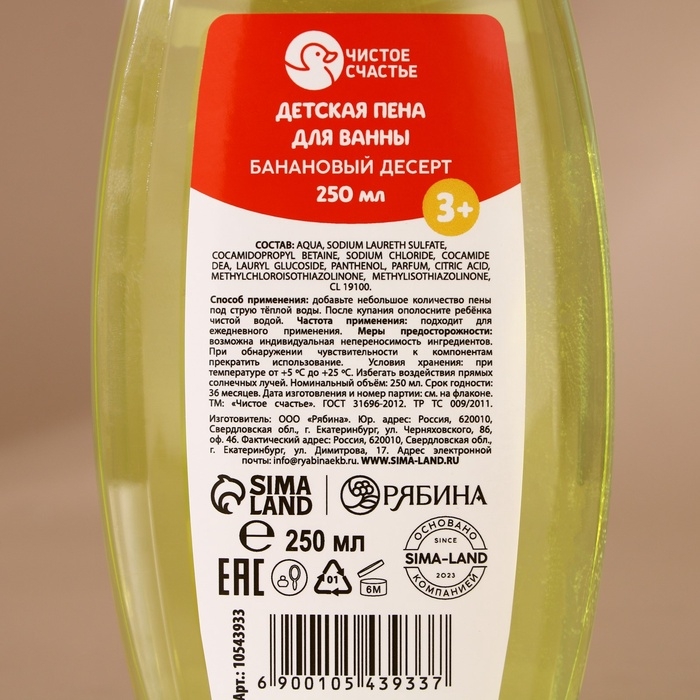 ЧИСТОЕ
СЧАСТЬЕ
ДЕТСКАЯ ПЕНА
ДЛЯ ВАННЫ
БАНАНОВЫЙ ДЕСЕРТ
250 мл
3+
СОСТАВ: AQUA, SODIUM LAURETH SULFATE,
COCAMIDOPROPYL BETAINE, SODIUM CHLORIDE, COCAMIDE
DEA, LAURYL GLUCOSIDE, PANTHENOL, PARFUM, CITRIC ACID,
METHYLCHLOROISOTHIAZOLINONE, METHYLISOTHIAZOLINONE,
CL 19100.
Способ применения: добавьте небольшое количество пены
под струю тёплой воды. После купания ополосните ребёнка
чистой водой. Частота применения: подходит для
ежедневного применения. Меры предосторожности:
возможна индивидуальная непереносимость ингредиентов.
При обнаружении чувствительности к компонентам
прекратить использование. Условия хранения: при
температуре от +5 ºС до +25 ºС. Избегать воздействия прямых
солнечных лучей. Номинальный объём: 250 мл. Срок годности:
36 месяцев. Дата изготовления и номер партии: см. на флаконе.
ТМ: «Чистое счастье». ГОСТ 31696-2012. ТР ТС 009/2011.
Изготовитель: ООО «Рябина». Юр. адрес: Россия, 620010,
Свердловская обл., г. Екатеринбург, ул. Черняховского, 86,
оф. 46. Фактический адрес: Россия, 620010, Свердловская обл.,
г. Екатеринбург, ул. Димитрова, 17. Адрес электронной
почты: info@ryabinaekb.ru. WWW.SIMA-LAND.RU
SIMA
LAND
РЯБИНА
℮ 250 мл
ОСНОВАНО
SINCE
SIMA-LAND
2023
КОМПАНИЕЙ
EAC
01
6M
Арт.: 10543933
6 900105 439337